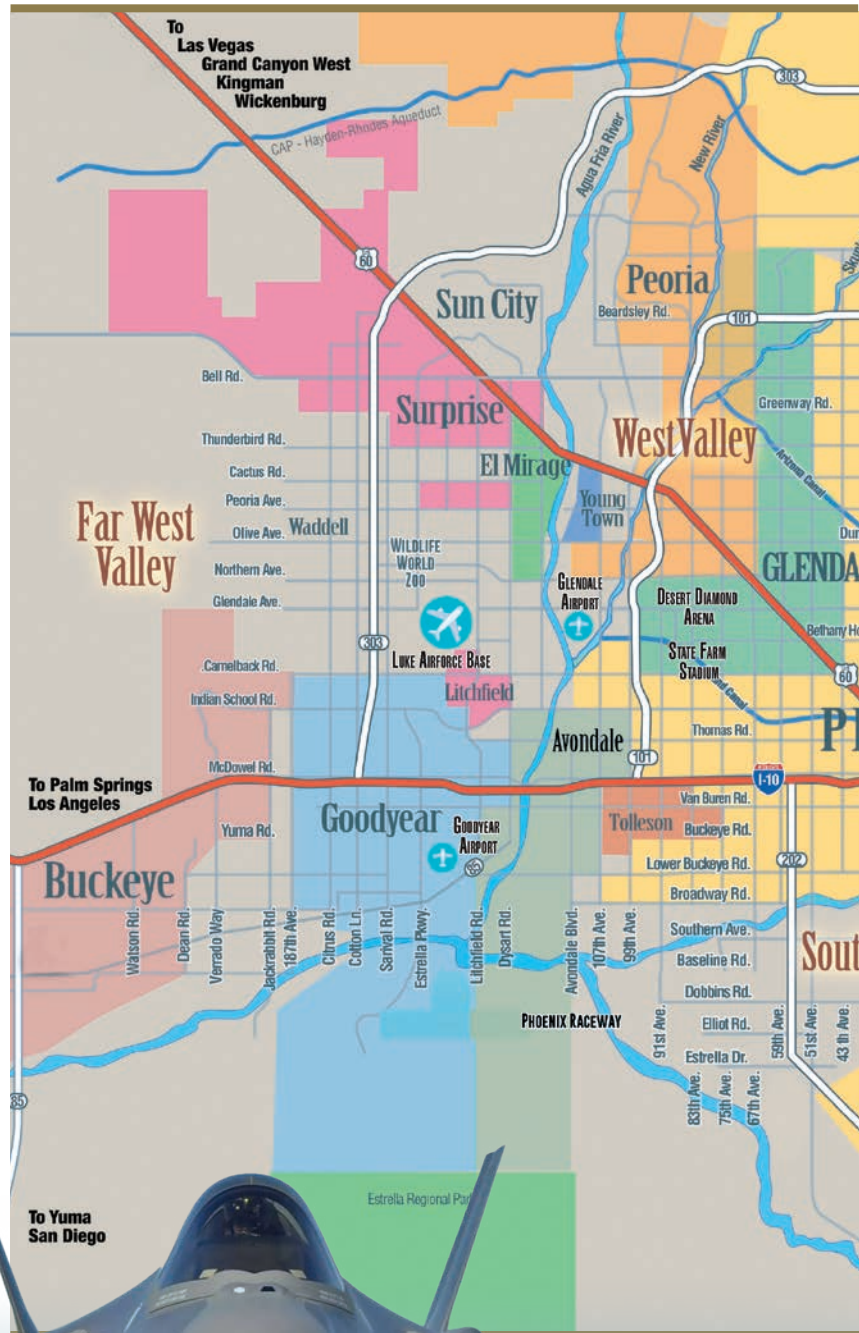 To
Las Vegas
Grand Canyon West
Kingman
Wickenburg
303
CAP - Hayden-Rhodes Aqueduct
Agua Fria River
New River
60
Sun City
Peoria
Beardsley Rd.
101
Bell Rd.
Surprise
Greenway Rd.
Thunderbird Rd.
WestValley
El Mirage
Cactus Rd.
Arizona Canal
Peoria Ave.
Young
Town
Far West
Valley
Olive Ave.
Waddell
Wildlife
World
Zoo
Northern Ave.
GLENDA
Glendale
Airport
Glendale Ave.
Desert Diamond
Arena
Bethany Ho
303
Luke Airforce Base
State Farm
Stadium
Camelback Rd.
60
Indian School Rd.
Litchfield
Canal
Thomas Rd.
Avondale
101
McDowel Rd.
I-10
To Palm Springs
Los Angeles
Van Buren Rd.
Goodyear
Yuma Rd.
Goodyear
Airport
Tolleson
Buckeye Rd.
85
202
Lower Buckeye Rd.
Buckeye
Broadway Rd.
Watson Rd.
Dean Rd.
Verrado Way
Jackrabbit Rd.
187th Ave.
Citrus Rd.
Cotton Ln.
Sarival Rd.
Estrella Pkwy.
Litchfield Rd.
Dysart Rd.
Avondale Blvd.
107th Ave.
99th Ave.
Southern Ave.
Baseline Rd.
Sout
Dobbins Rd.
Phoenix Raceway
Elliot Rd.
Estrella Dr.
91st Ave.
83th Ave.
75th Ave.
67th Ave.
59th Ave.
51st Ave.
43 th Ave.
85
Estrella Regional Par
To Yuma
San Diego